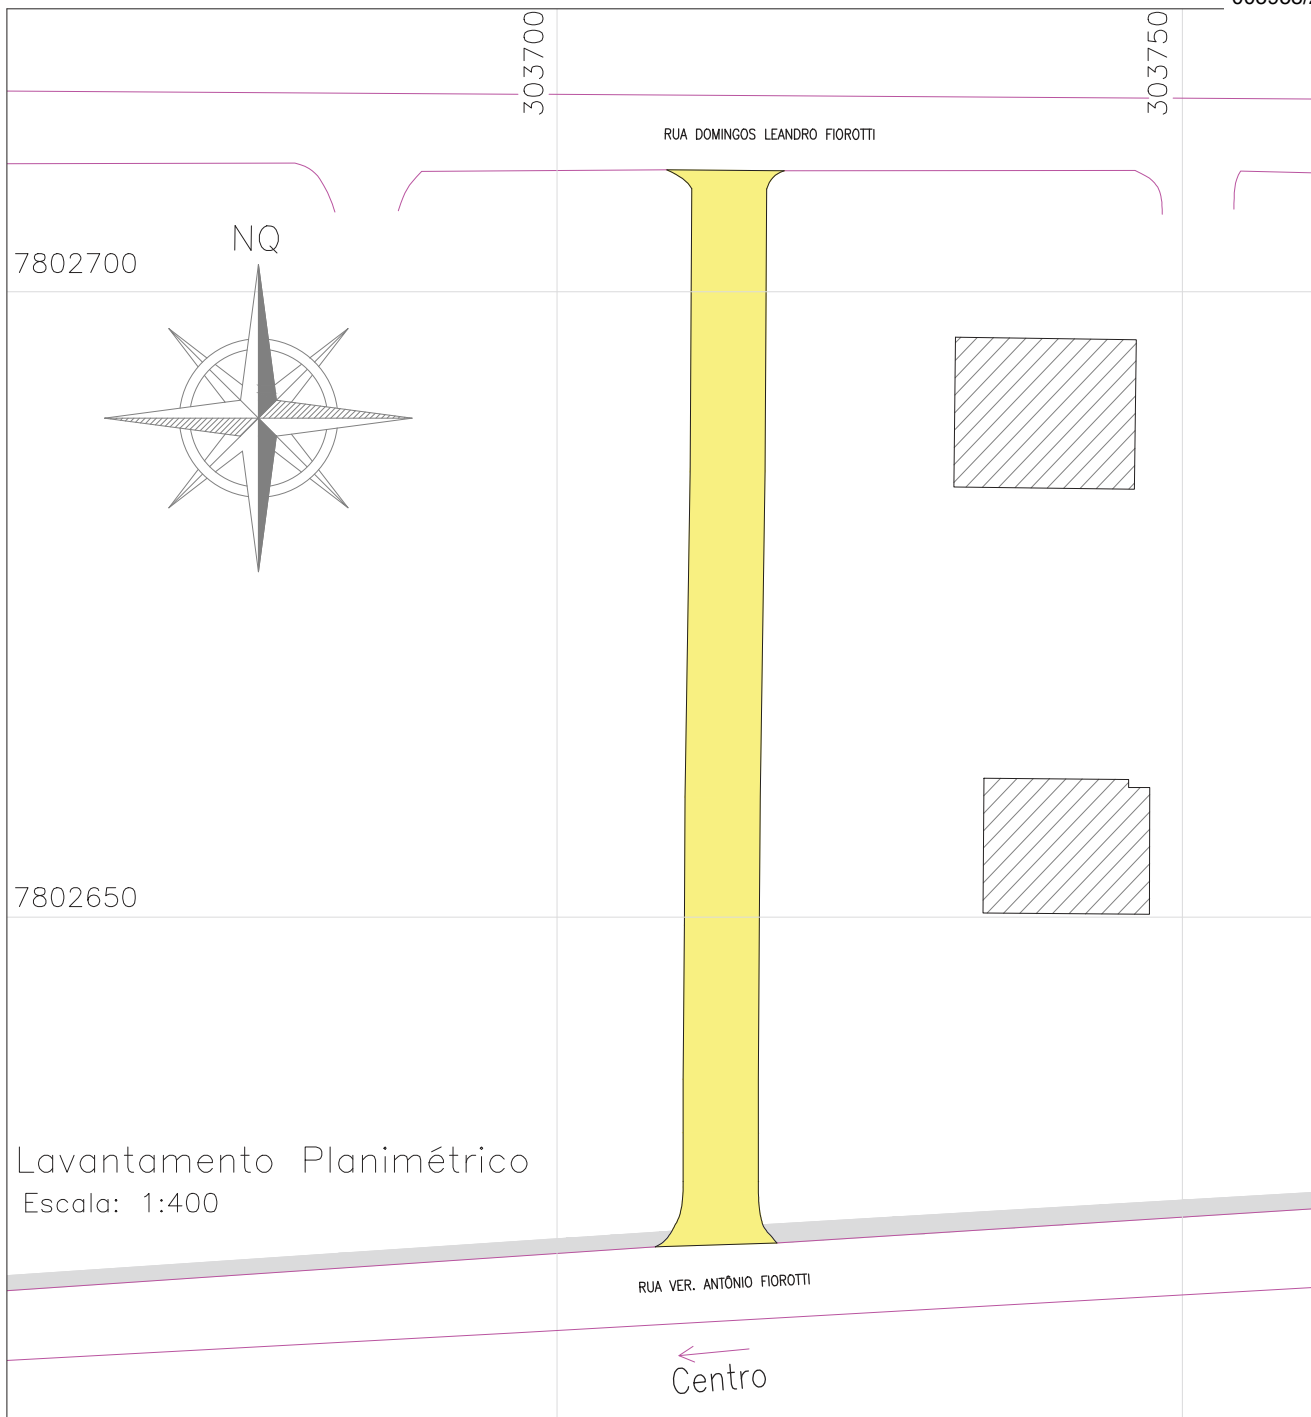 303700
303750
RUA DOMINGOS LEANDRO FIOROTTI
NQ
7802700
7802650
Lavantamento Planimétrico
Escala: 1:400
RUA VER. ANTÔNIO FIOROTTI
Centro